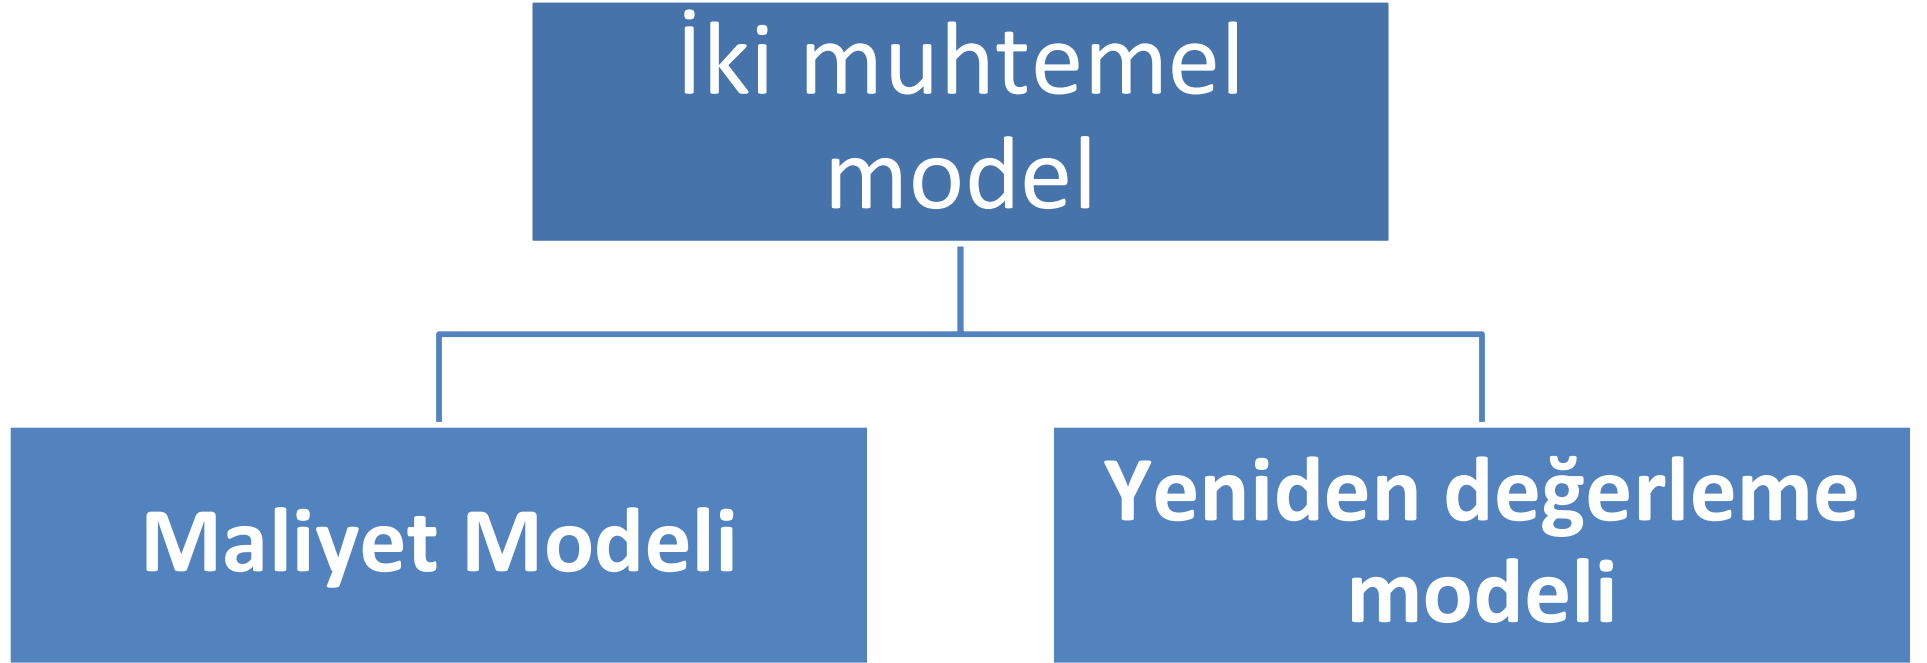 İki muhtemel
model
Maliyet Modeli
Yeniden değerleme
modeli